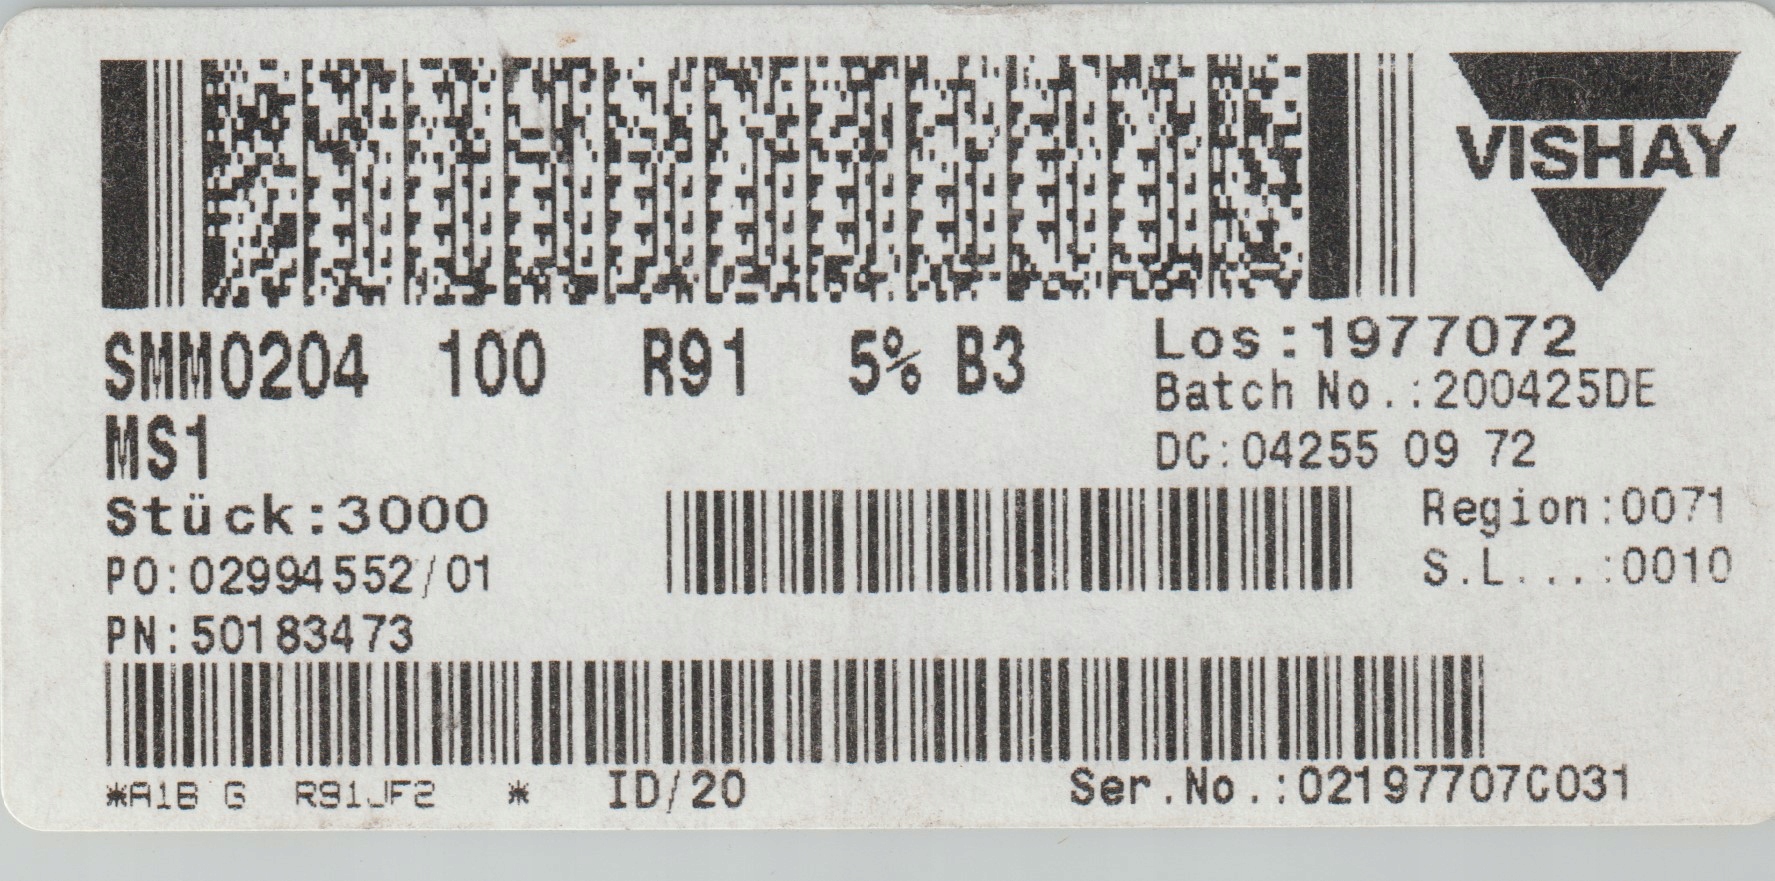 VISHAY
SMM0204 100 R91 5% B3
MS1
Los:1977072
Batch No.:200425DE
DC:04255 09 72
Stück:3000
Region:0071
PO:02994552/01
S.L...:0010
PN:50183473
*A1B G R91JF2 * ID/20
Ser.No.:02197707C031